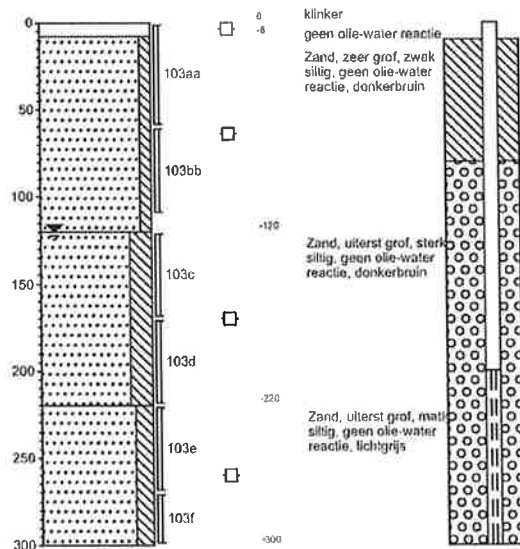 0
50
100
150
200
250
300
103aa
103bb
103c
103d
103e
103f
0
-8
-120
-220
-300
klinker
geen olie-water reactie
Zand, zeer grof, zwak
siltig, geen olie-water
reactie, donkerbruin
Zand, uiterst grof, sterk
siltig, geen olie-water
reactie, donkerbruin
Zand, uiterst grof, mati
siltig, geen olie-water
reactie, lichtgrijs